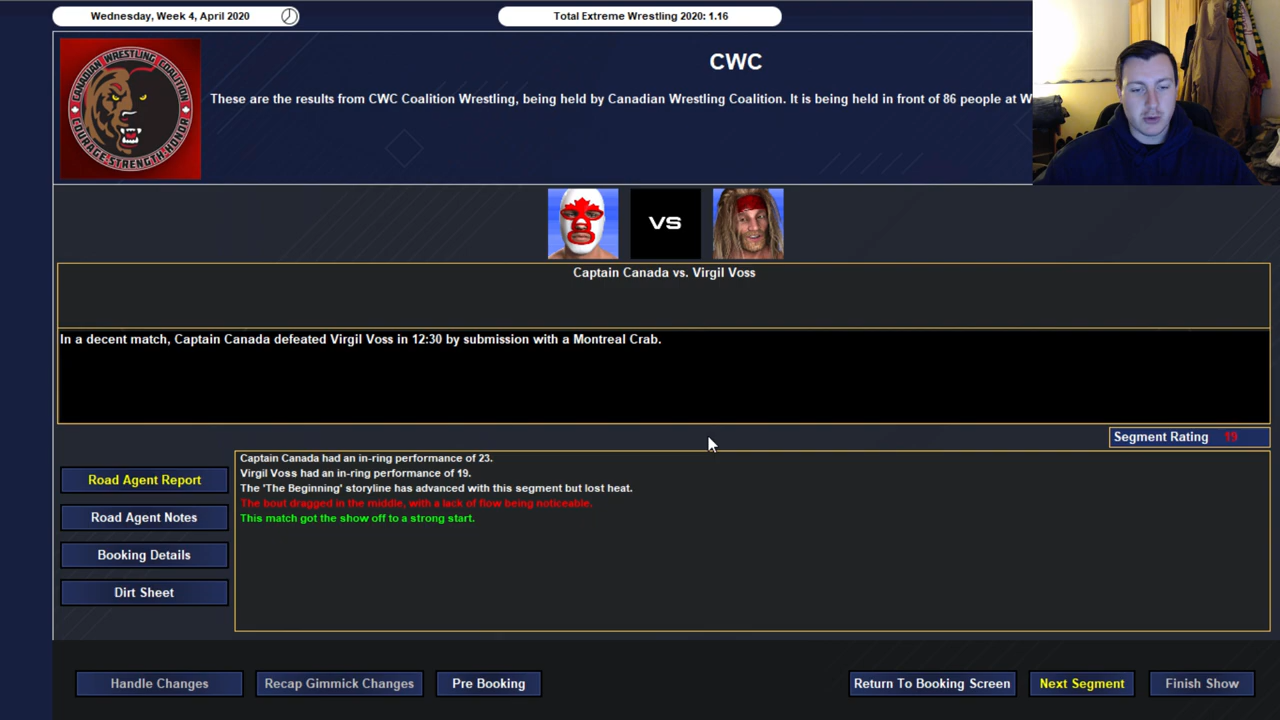 Wednesday, Week 4, April 2020
Total Extreme Wrestling 2020: 1.16
CANADIAN WRESTLING COALITION
COURAGE STRENGTH HONOR
CWC
These are the results from CWC Coalition Wrestling, being held by Canadian Wrestling Coalition. It is being held in front of 86 people at W
VS
Captain Canada vs. Virgil Voss
In a decent match, Captain Canada defeated Virgil Voss in 12:30 by submission with a Montreal Crab.
Segment Rating 19
Road Agent Report
Road Agent Notes
Booking Details
Dirt Sheet
Captain Canada had an in-ring performance of 23.
Virgil Voss had an in-ring performance of 19.
The 'The Beginning' storyline has advanced with this segment but lost heat.
The bout dragged in the middle, with a lack of flow being noticeable.
This match got the show off to a strong start.
Handle Changes
Recap Gimmick Changes
Pre Booking
Return To Booking Screen
Next Segment
Finish Show